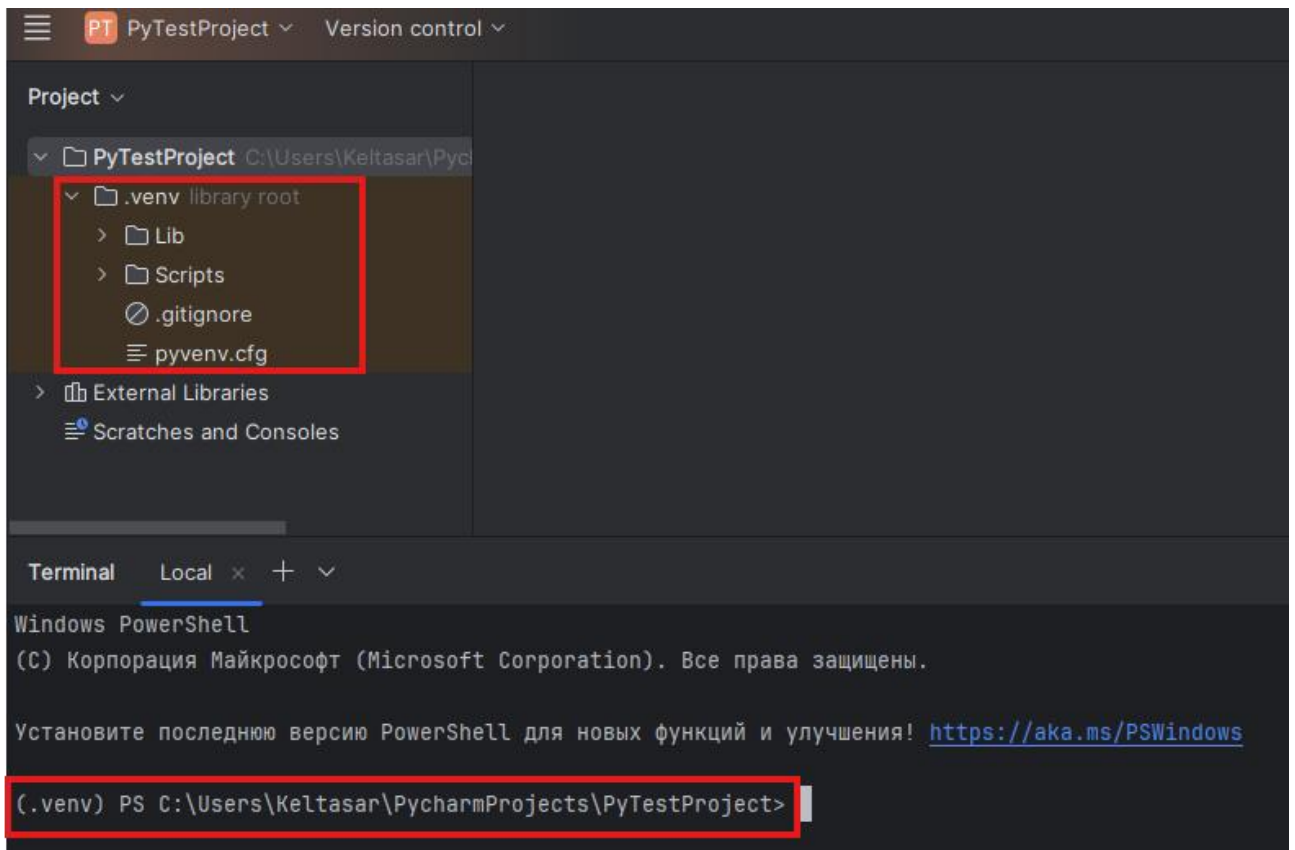 PT PyTestProject Version control
Project
PyTestProject C:\Users\Keltasar\Pyc
.venv library root
Lib
Scripts
.gitignore
pyvenv.cfg
External Libraries
Scratches and Consoles
Terminal Local
Windows PowerShell
(C) Корпорация Майкрософт (Microsoft Corporation). Все права защищены.
Установите последнюю версию PowerShell для новых функций и улучшения! https://aka.ms/PSWindows
(.venv) PS C:\Users\Keltasar\PycharmProjects\PyTestProject>